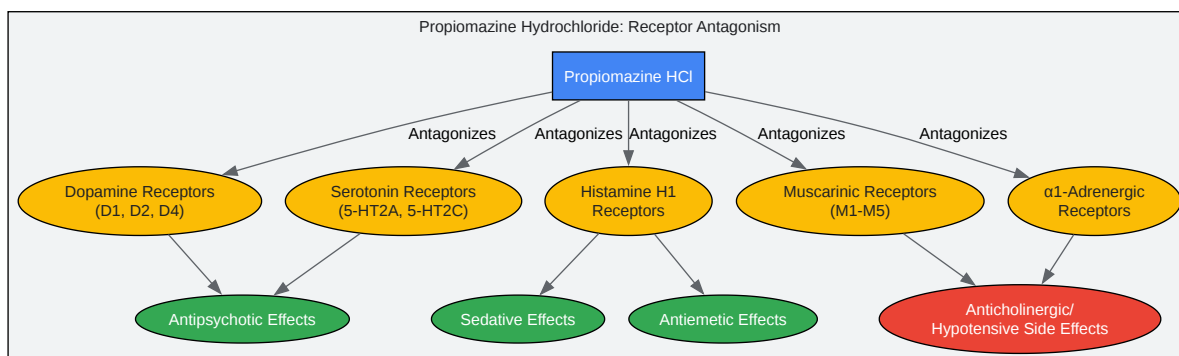 Propiomazine Hydrochloride: Receptor Antagonism
Propiomazine HCl
Antagonizes
Antagonizes
Antagonizes
Antagonizes
Antagonizes
Dopamine Receptors
(D1, D2, D4)
Serotonin Receptors
(5-HT2A, 5-HT2C)
Histamine H1
Receptors
Muscarinic Receptors
(M1-M5)
α1-Adrenergic
Receptors
Antipsychotic Effects
Sedative Effects
Antiemetic Effects
Anticholinergic/
Hypotensive Side Effects